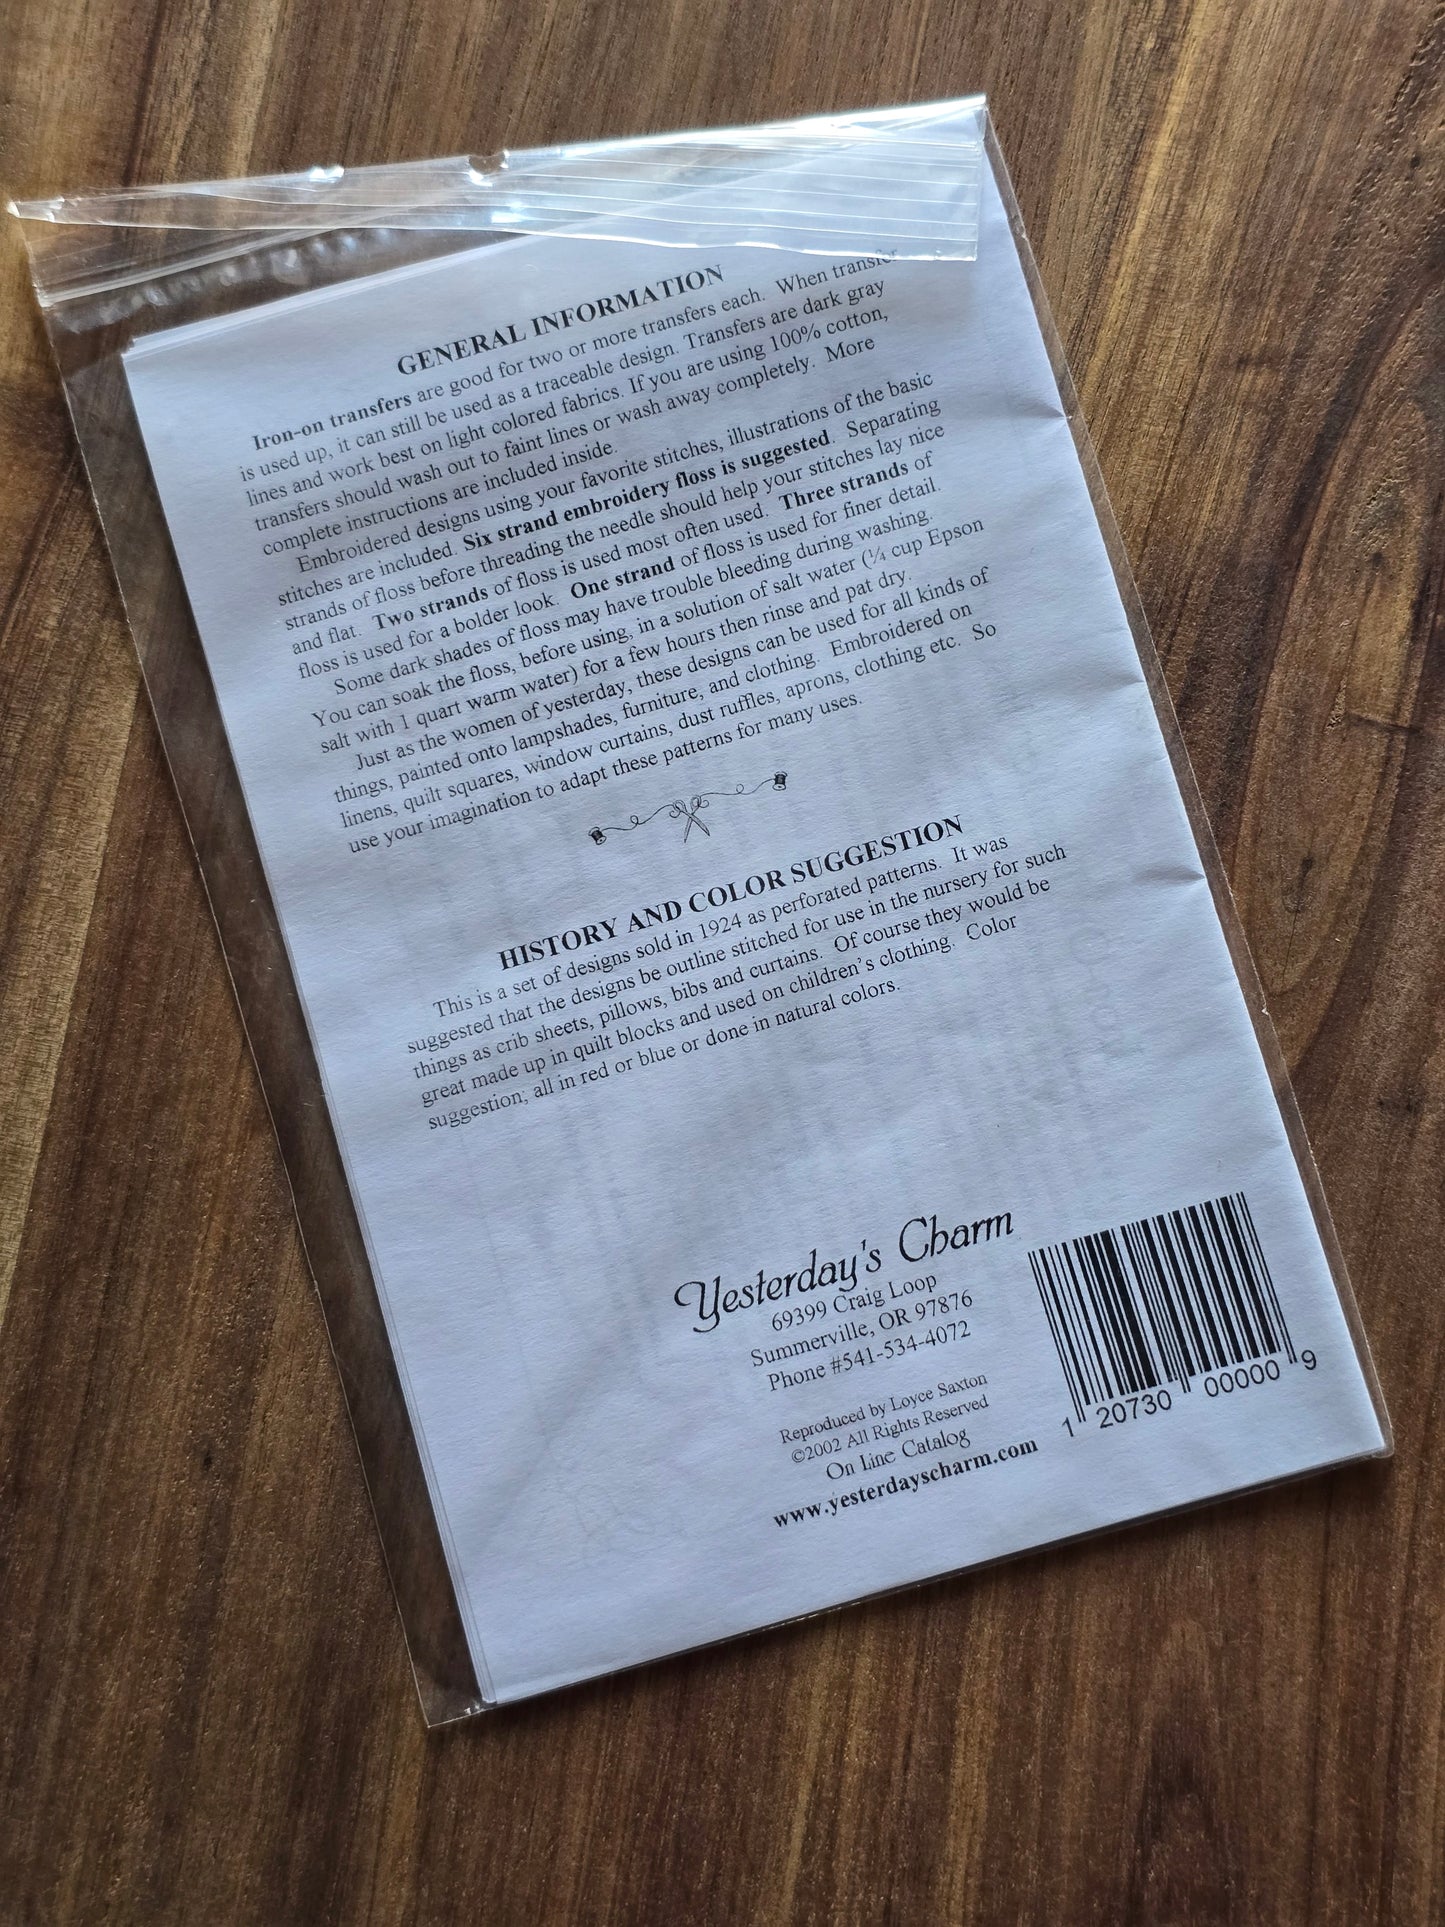 GENERAL INFORMATION
Iron-on transfers are good for two or more transfers each. When transfer
is used up, it can still be used as a traceable design. Transfers are dark gray
lines and work best on light colored fabrics. If you are using 100% cotton,
transfers should wash out to faint lines or wash away completely. More
complete instructions are included inside.
Embroidered designs using your favorite stitches, illustrations of the basic
stitches are included. Six strand embroidery floss is suggested. Separating
strands of floss before threading the needle should help your stitches lay nice
and flat. Two strands of floss is used most often used. Three strands of
floss is used for a bolder look. One strand of floss is used for finer detail.
Some dark shades of floss may have trouble bleeding during washing.
You can soak the floss, before using, in a solution of salt water (¼ cup Epson
salt with 1 quart warm water) for a few hours then rinse and pat dry.
Just as the women of yesterday, these designs can be used for all kinds of
things, painted onto lampshades, furniture, and clothing. Embroidered on
linens, quilt squares, window curtains, dust ruffles, aprons, clothing etc. So
use your imagination to adapt these patterns for many uses.
HISTORY AND COLOR SUGGESTION
This is a set of designs sold in 1924 as perforated patterns. It was
suggested that the designs be outline stitched for use in the nursery for such
things as crib sheets, pillows, bibs and curtains. Of course they would be
great made up in quilt blocks and used on children's clothing. Color
suggestion; all in red or blue or done in natural colors.
Yesterday's Charm
69399 Craig Loop
Summerville, OR 97876
Phone #541-534-4072
Reproduced by Loyce Saxton
©2002 All Rights Reserved
On Line Catalog
www.yesterdayscharm.com
1 20730 00000 9